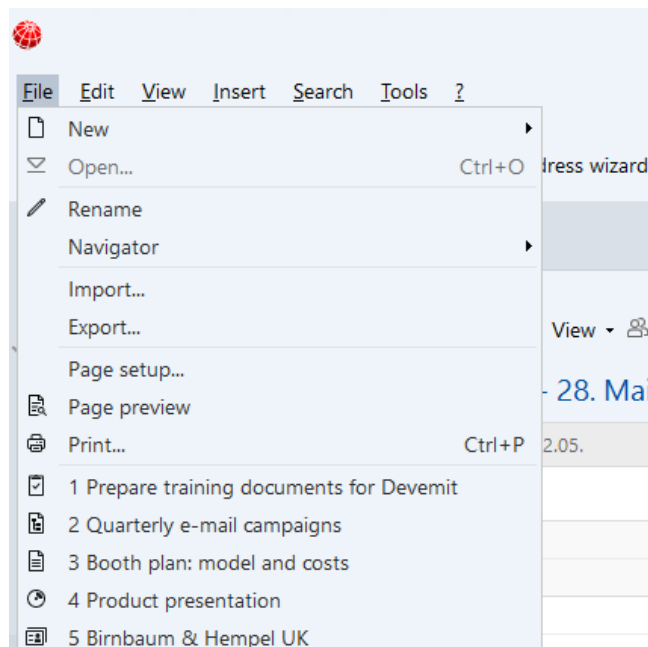 File Edit View Insert Search Tools ?
New
Open... Ctrl+O
wizard
Rename
Navigator
Import...
Export...
View
Page setup...
- 28. Mai
Page preview
Print... Ctrl+P
2.05.
1 Prepare training documents for Devemit
2 Quarterly e-mail campaigns
3 Booth plan: model and costs
4 Product presentation
5 Birnbaum & Hempel UK